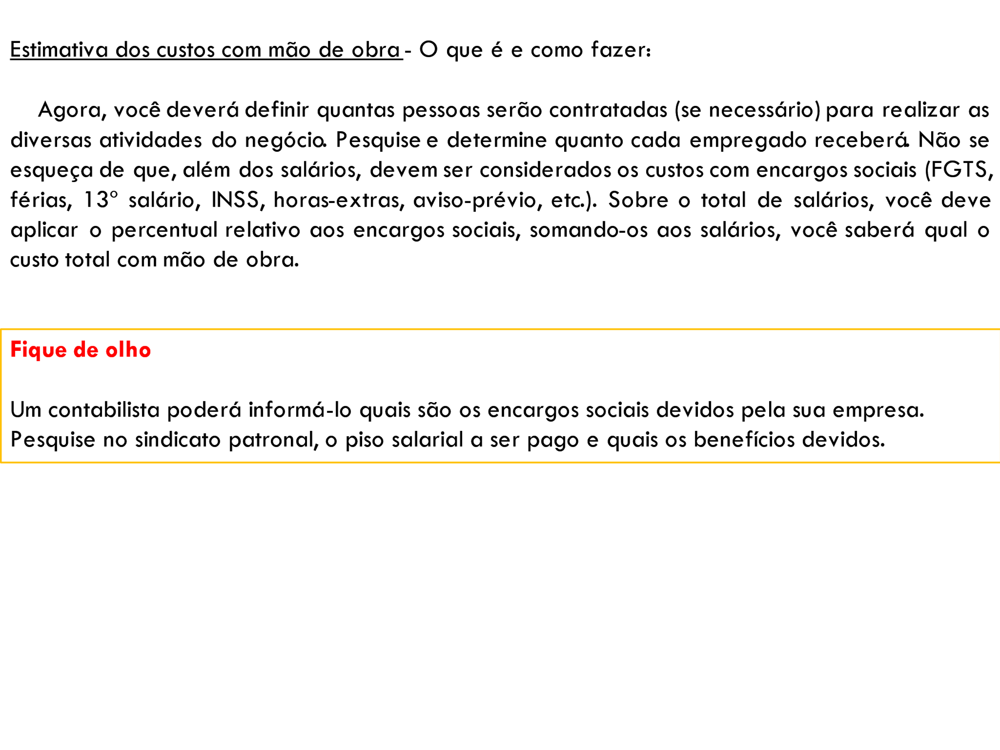 Estimativa dos custos com mão de obra - O que é e como fazer:
Agora, você deverá definir quantas pessoas serão contratadas (se necessário) para realizar as
diversas atividades do negócio. Pesquise e determine quanto cada empregado receberá. Não se
esqueça de que, além dos salários, devem ser considerados os custos com encargos sociais (FGTS,
férias, 13º salário, INSS, horas-extras, aviso-prévio, etc.). Sobre o total de salários, você deve
aplicar o percentual relativo aos encargos sociais, somando-os aos salários, você saberá qual o
custo total com mão de obra.
Fique de olho
Um contabilista poderá informá-lo quais são os encargos sociais devidos pela sua empresa.
Pesquise no sindicato patronal, o piso salarial a ser pago e quais os benefícios devidos.